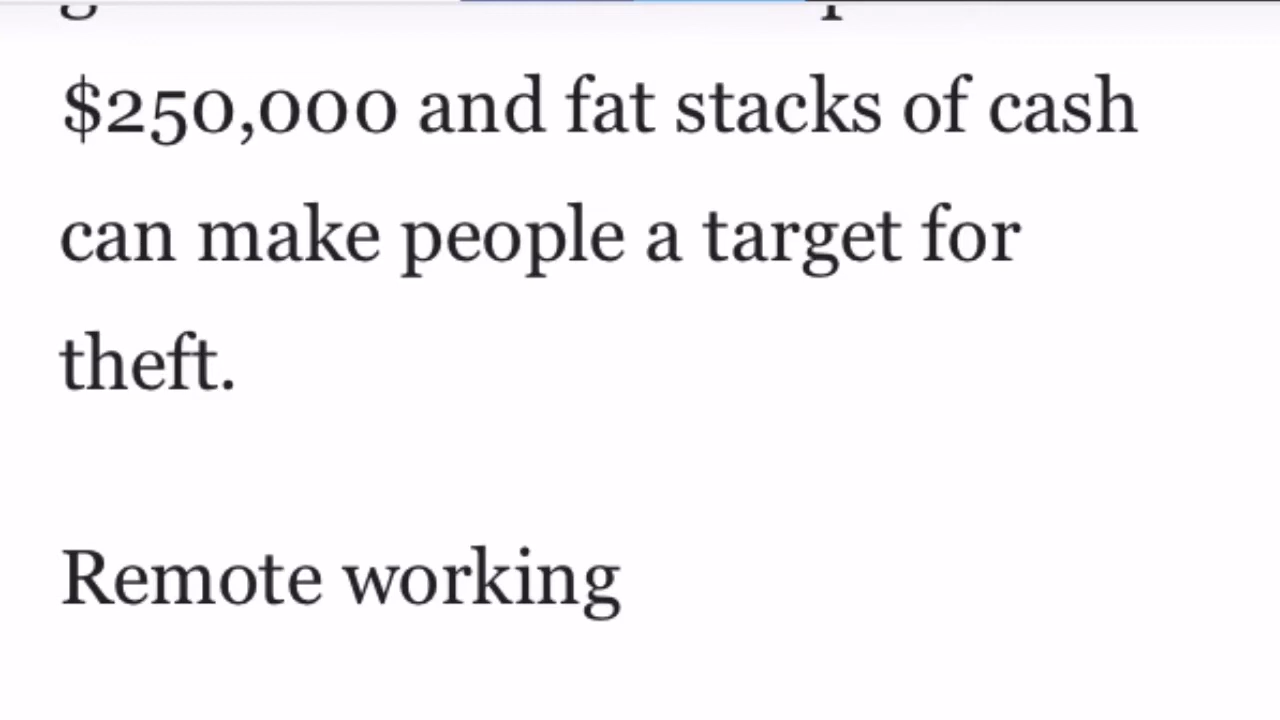 $250,000 and fat stacks of cash
can make people a target for
theft.
Remote working